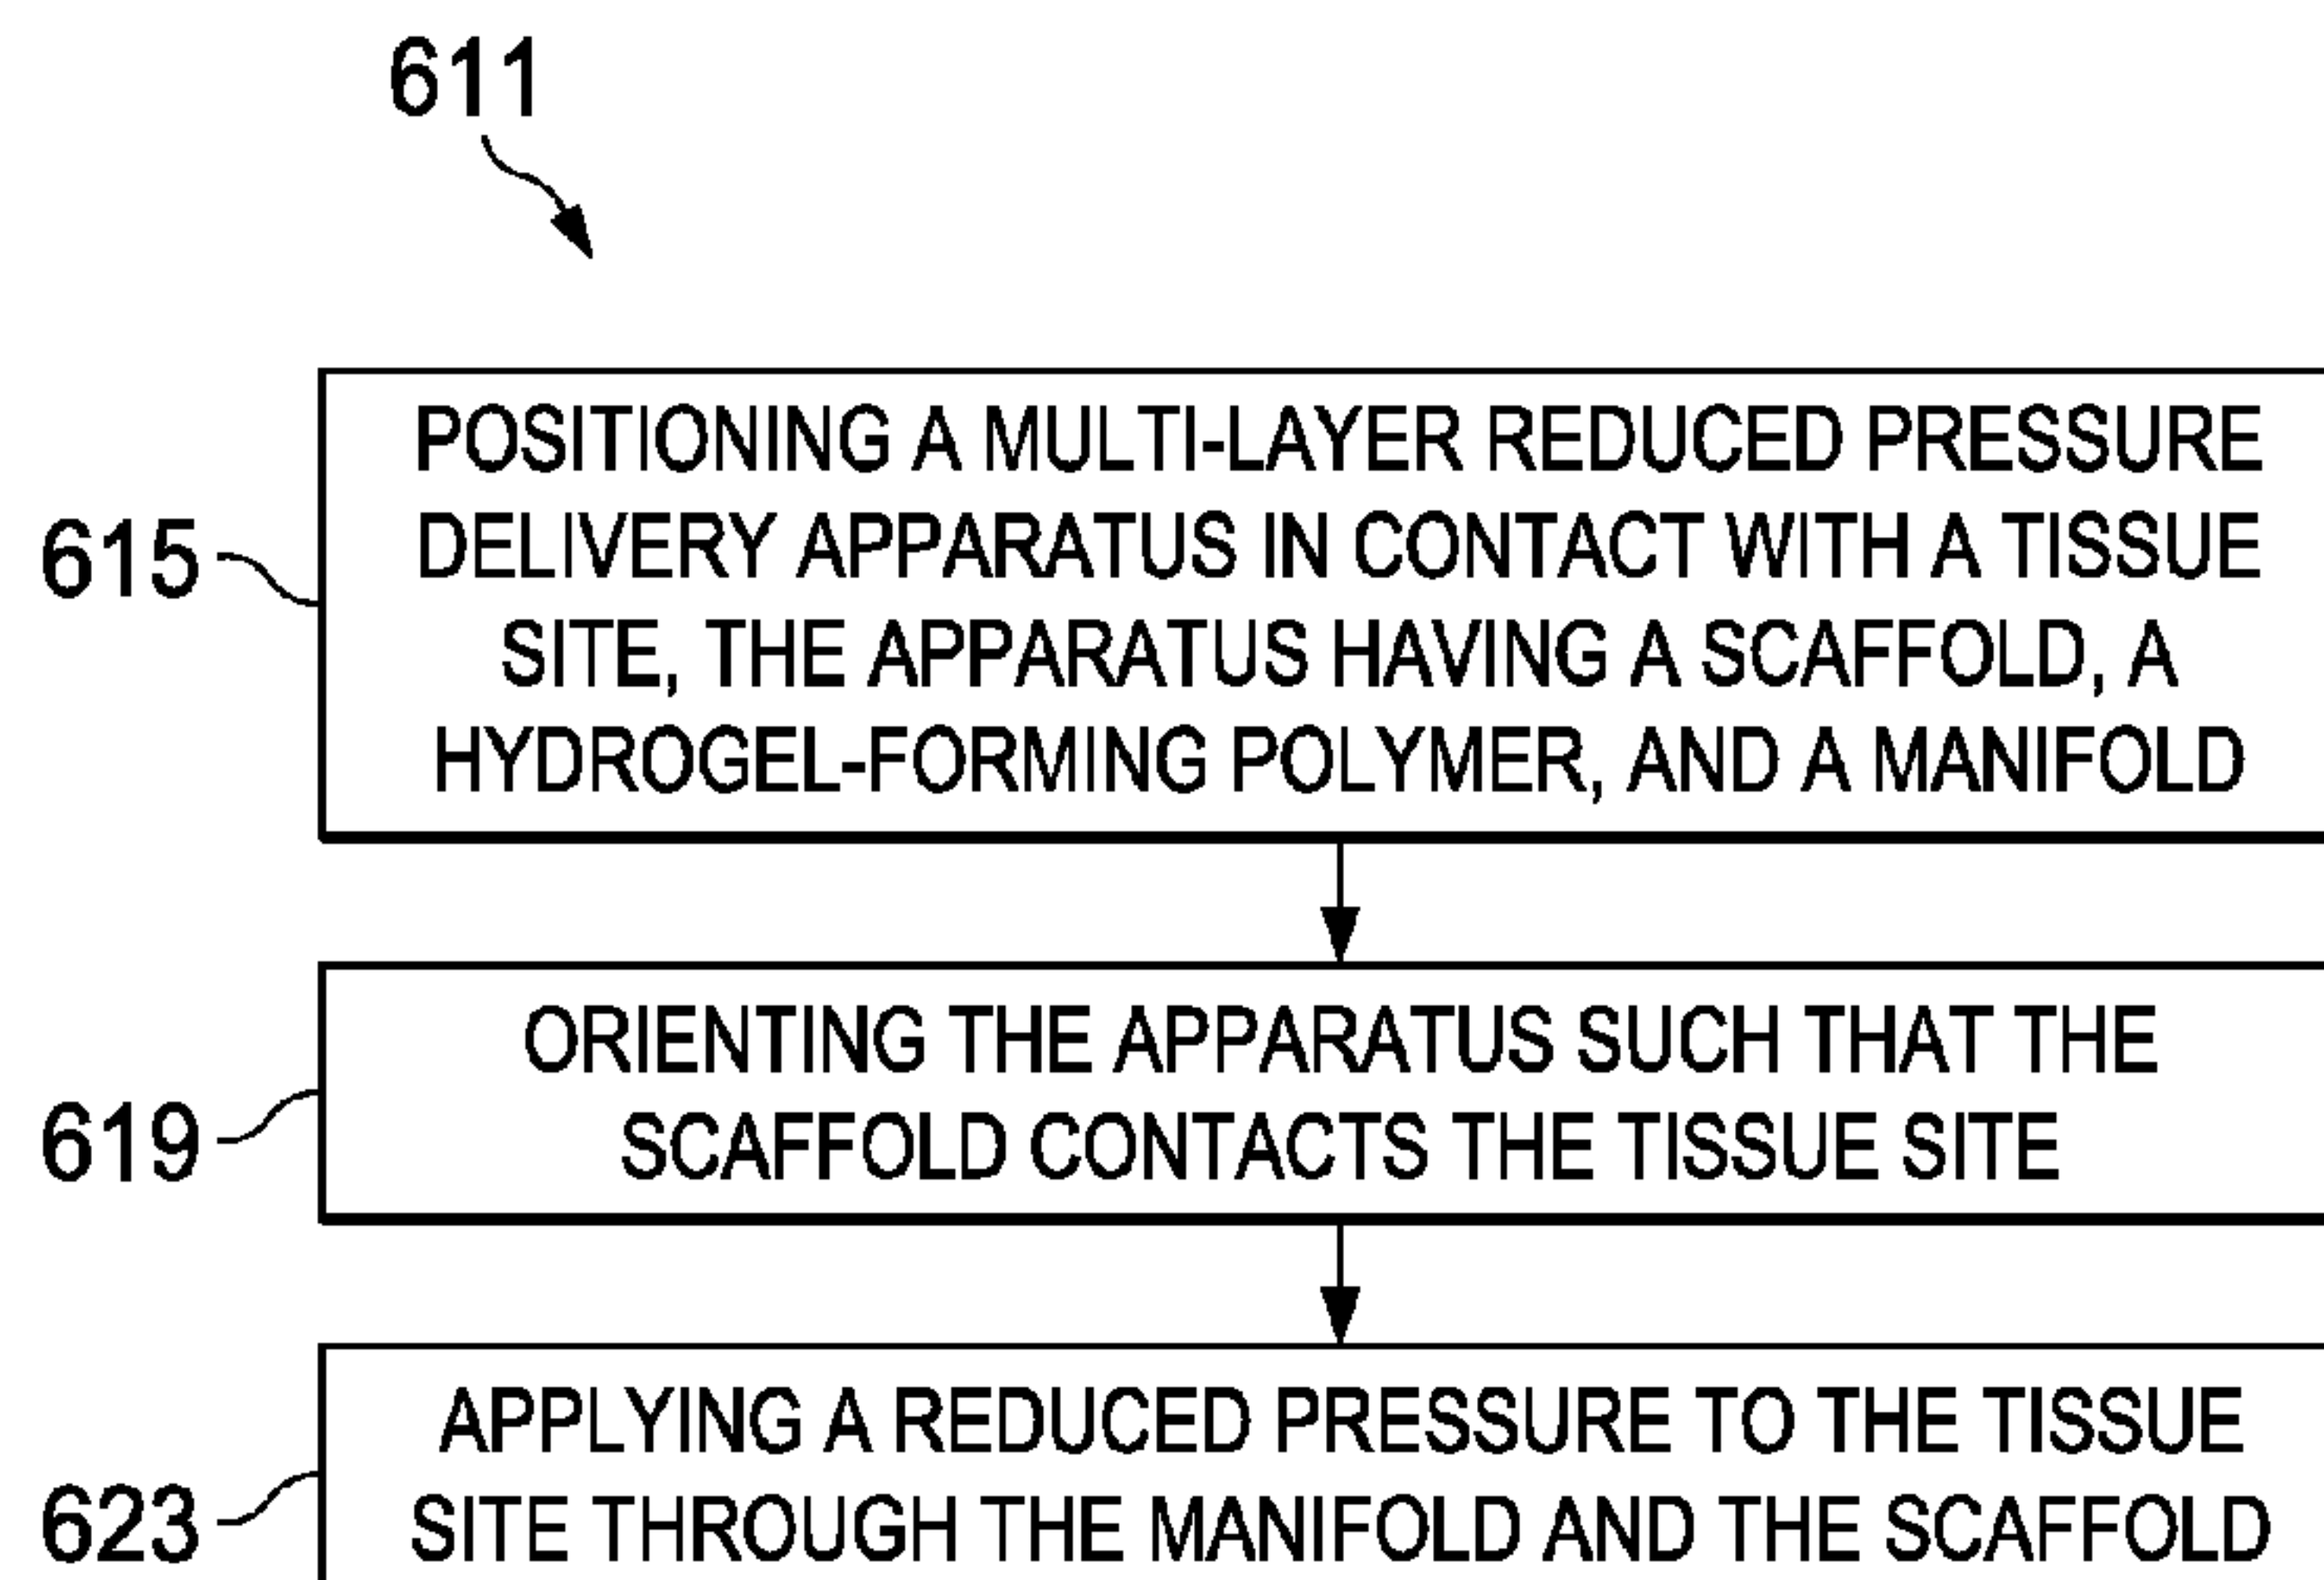 611
POSITIONING A MULTI-LAYER REDUCED PRESSURE
DELIVERY APPARATUS IN CONTACT WITH A TISSUE
SITE, THE APPARATUS HAVING A SCAFFOLD, A
HYDROGEL-FORMING POLYMER, AND A MANIFOLD
615
ORIENTING THE APPARATUS SUCH THAT THE
SCAFFOLD CONTACTS THE TISSUE SITE
619
APPLYING A REDUCED PRESSURE TO THE TISSUE
SITE THROUGH THE MANIFOLD AND THE SCAFFOLD
623